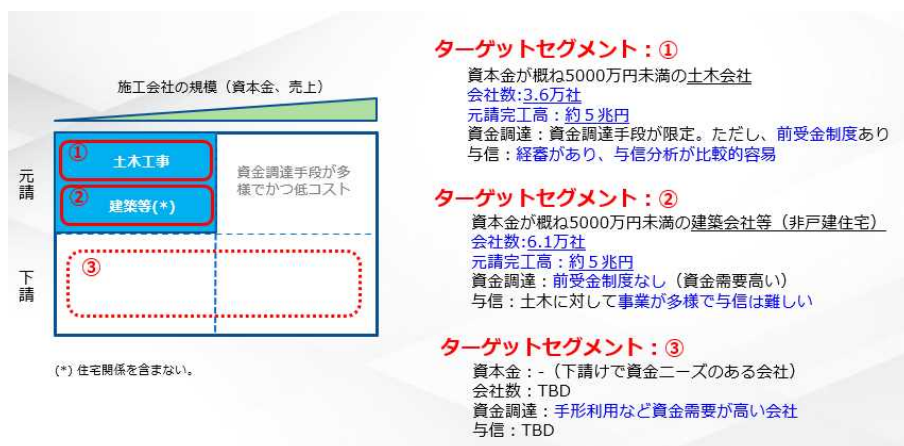 施工会社の規模（資本金、売上）
元請
下請
① 土木工事
② 建築等(*)
資金調達手段が多
様でかつ低コスト
③
(*) 住宅関係を含まない。
ターゲットセグメント：①
資本金が概ね5000万円未満の土木会社
会社数:3.6万社
元請完工高：約５兆円
資金調達：資金調達手段が限定。ただし、前受金制度あり
与信：経審があり、与信分析が比較的容易
ターゲットセグメント：②
資本金が概ね5000万円未満の建築会社等（非戸建住宅）
会社数:6.1万社
元請完工高：約５兆円
資金調達：前受金制度なし（資金需要高い）
与信：土木に対して事業が多様で与信は難しい
ターゲットセグメント：③
資本金：-（下請けで資金ニーズのある会社）
会社数：TBD
資金調達：手形利用など資金需要が高い会社
与信：TBD